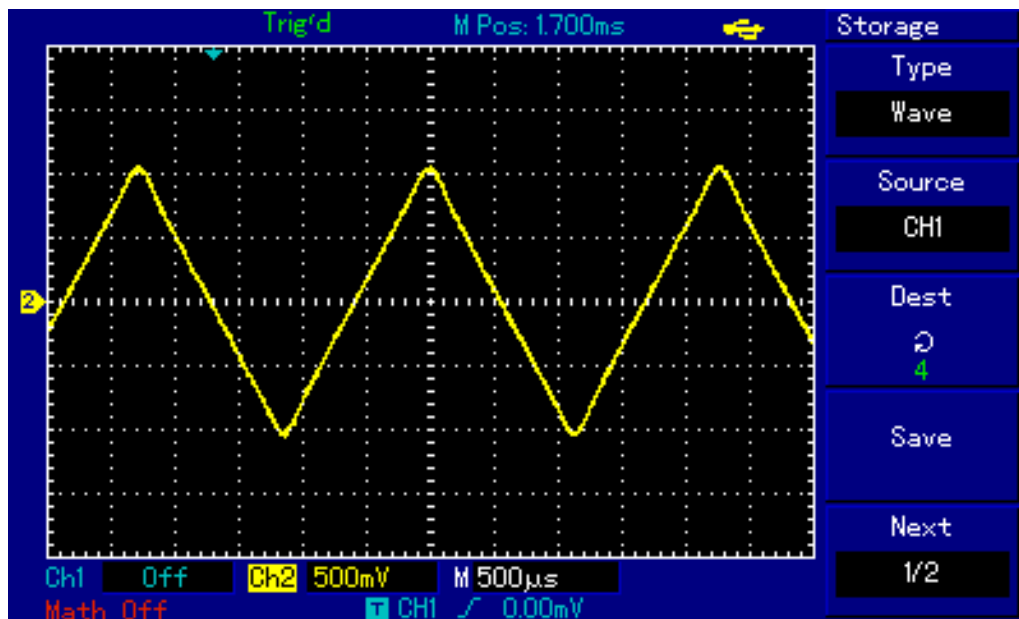 Trig'd M Pos: 1.700ms Storage
Type
Wave
Source
CH1
2
Dest
4
Save
Next
1/2
Ch1 Off Ch2 500mV M 500µs
Math Off T CH1 0.00mV